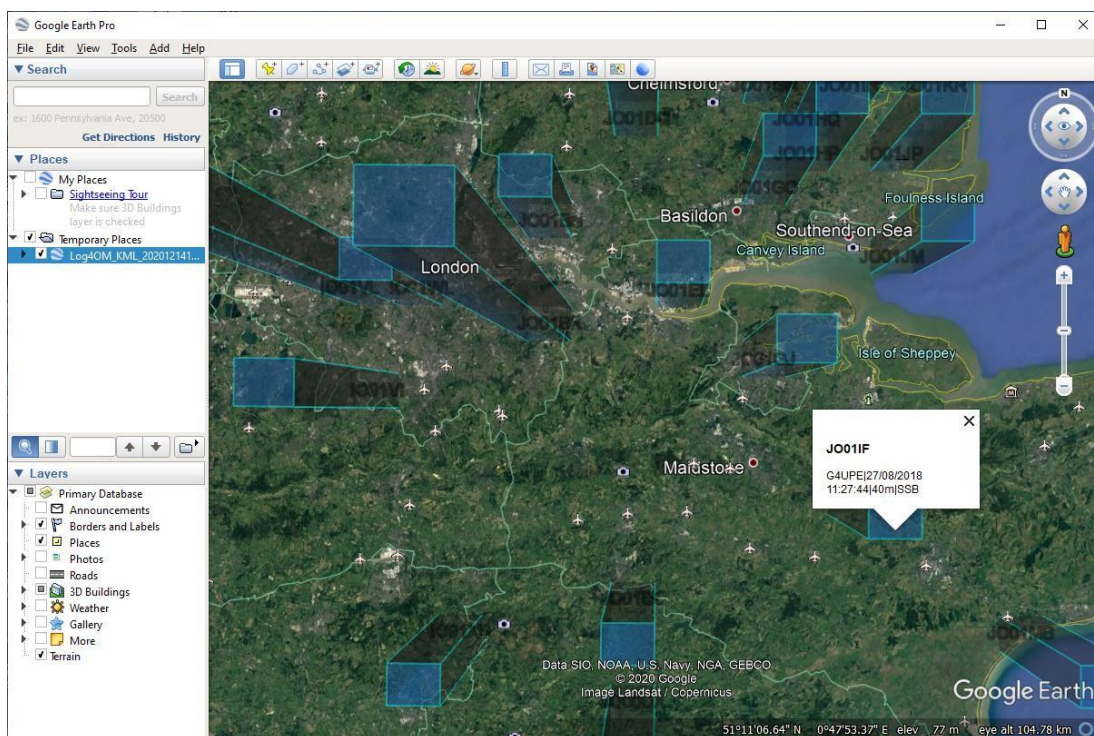 Google Earth Pro
File Edit View Tools Add Help
Search
Search
ex: 1600 Pennsylvania Ave, 20500
Get Directions History
Places
My Places
Sightseeing Tour
Make sure 3D Buildings
layer is checked
Temporary Places
Log4OM_KML_202012141...
Layers
Primary Database
Announcements
Borders and Labels
Places
Photos
Roads
3D Buildings
Weather
Gallery
More
Terrain
Chelmsford
JO01HQ
JO01HP
JO01JP
Foulness Island
Basildon
Southend-on-Sea
Canvey Island
JO01JM
London
Isle of Sheppey
Maidstone
JO01IF
G4UPE|27/08/2018
11:27:44|40m|SSB
Data SIO, NOAA, U.S. Navy, NGA, GEBCO
© 2020 Google
Image Landsat / Copernicus
Google Earth
N
51°11'06.64" N 0°47'53.37" E elev 77 m eye alt 104.78 km